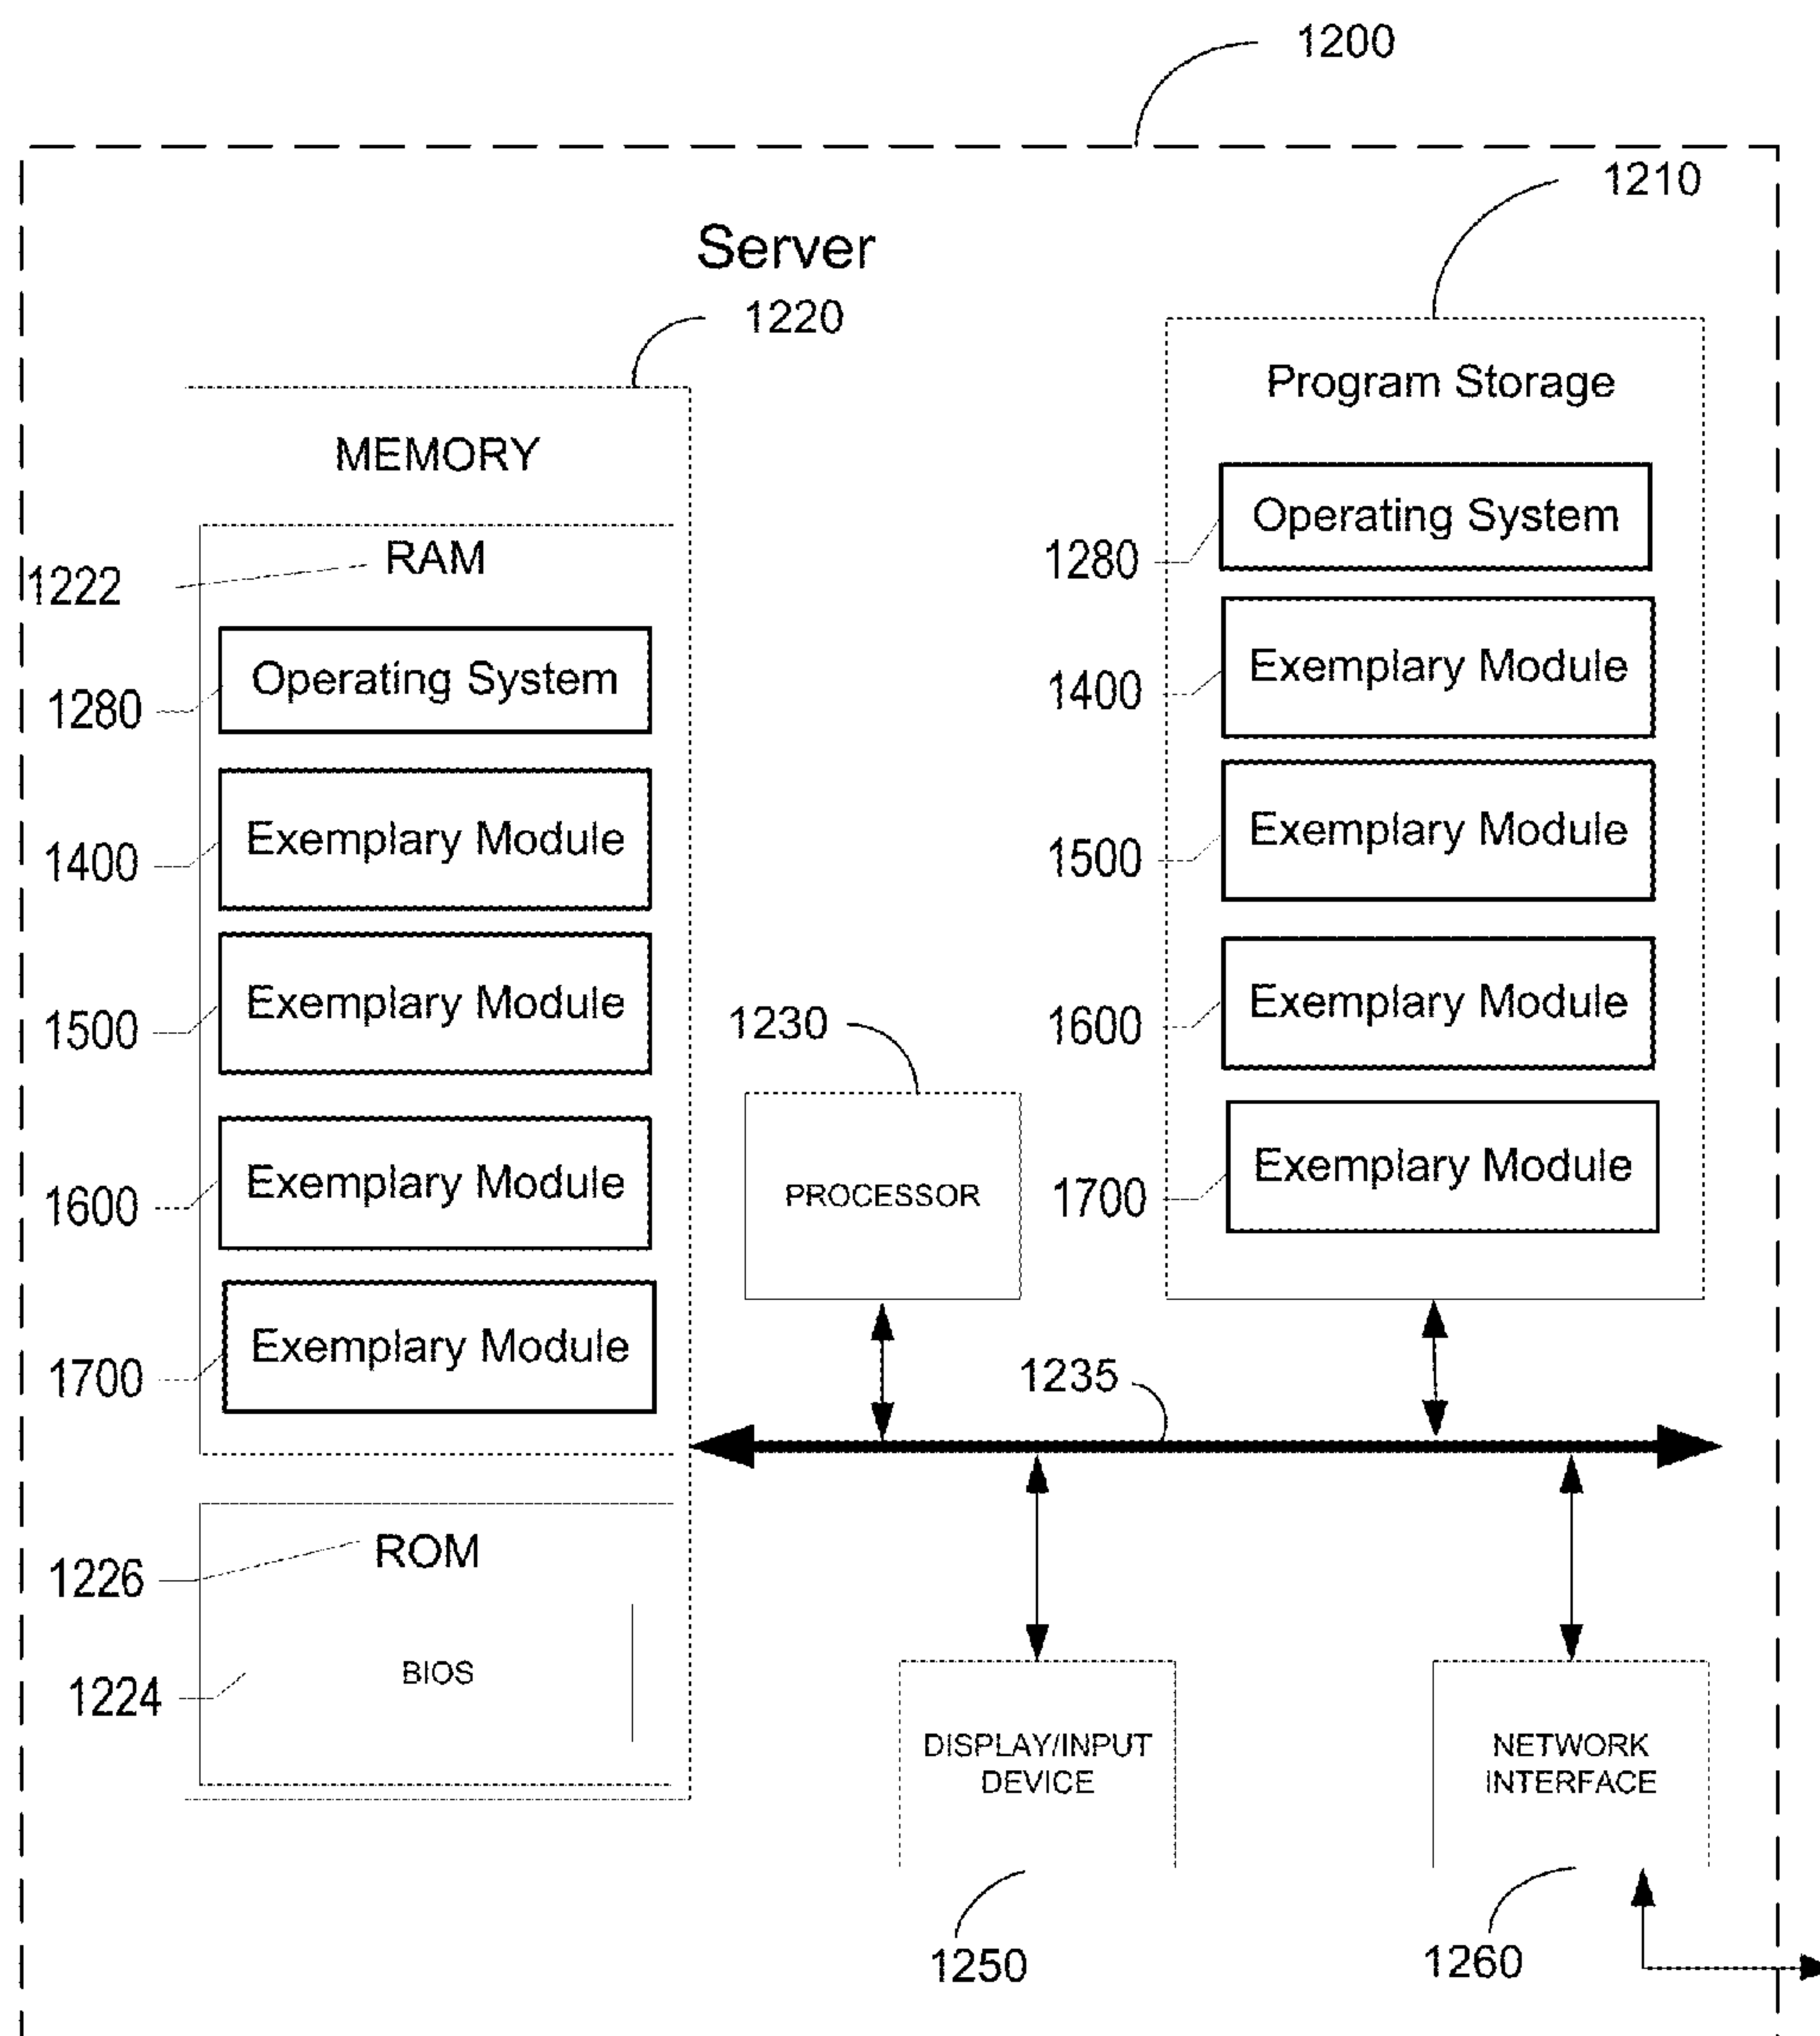 1200
1210
Server
1220
Program Storage
MEMORY
Operating System
RAM
1280
1222
Operating System
1280
Exemplary Module
1400
Exemplary Module
1400
Exemplary Module
1500
Exemplary Module
1500
Exemplary Module
1600
1230
Exemplary Module
1600
Exemplary Module
1700
PROCESSOR
Exemplary Module
1700
1235
ROM
1226
BIOS
1224
DISPLAY/INPUT
DEVICE
NETWORK
INTERFACE
1250
1260